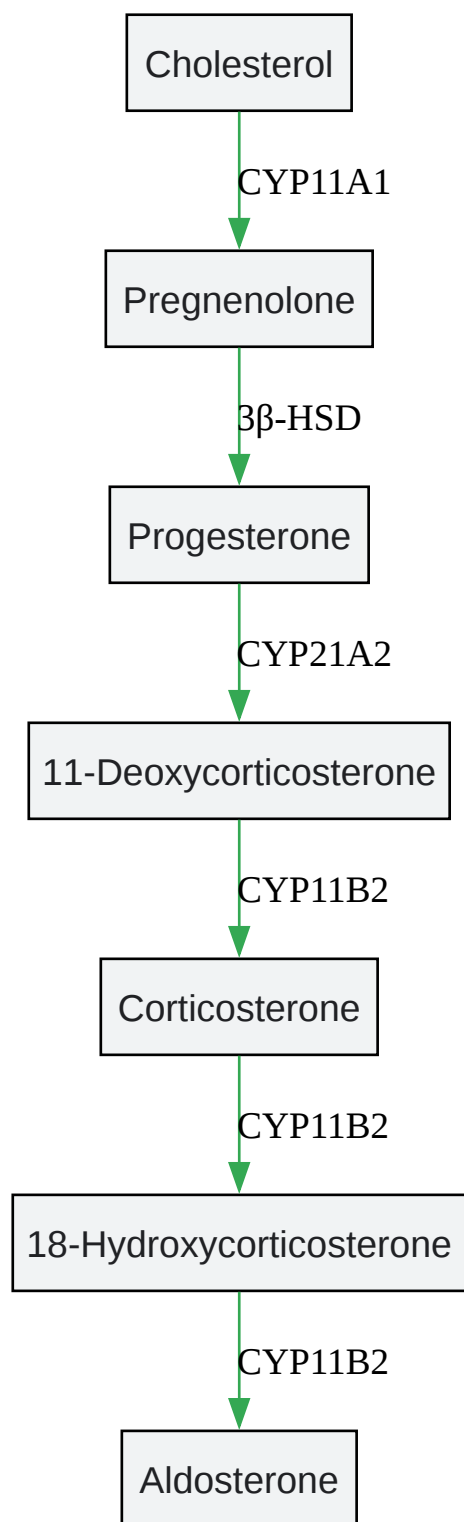 Cholesterol
CYP11A1
Pregnenolone
3β-HSD
Progesterone
CYP21A2
11-Deoxycorticosterone
CYP11B2
Corticosterone
CYP11B2
18-Hydroxycorticosterone
CYP11B2
Aldosterone